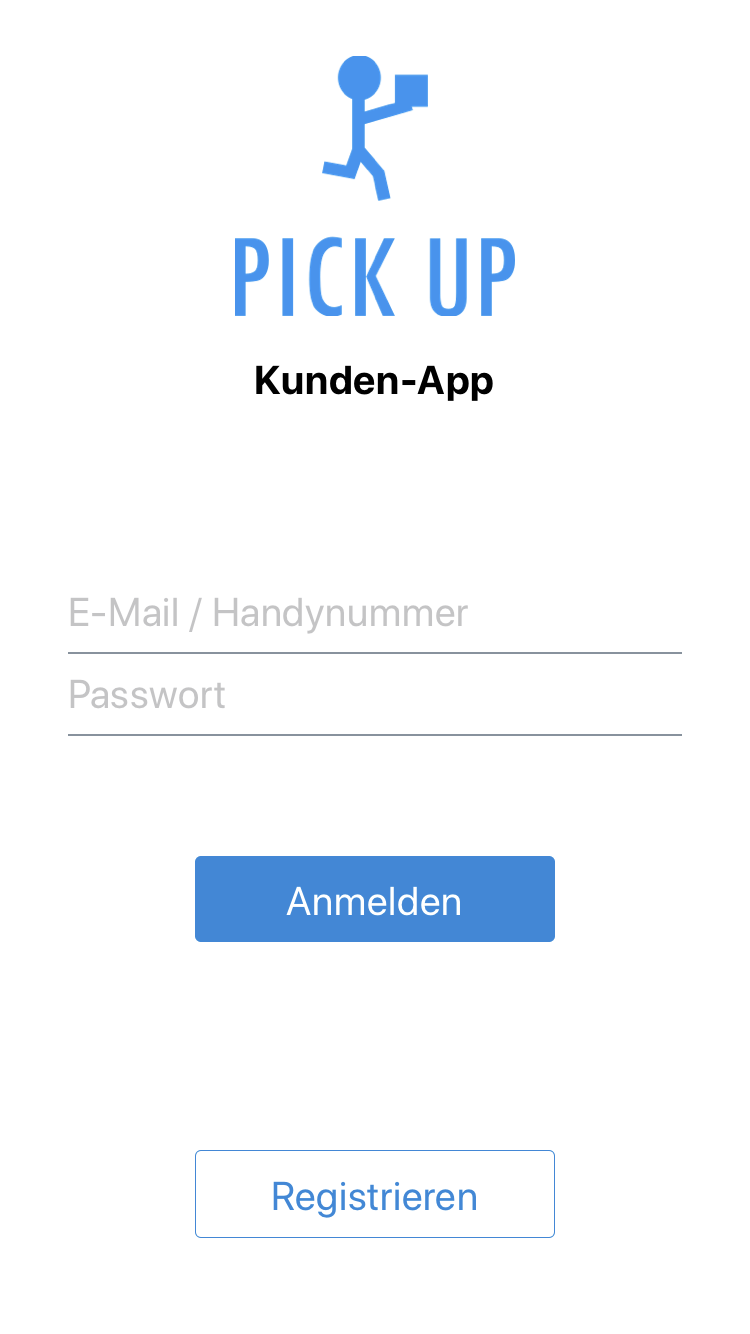 PICK UP
Kunden-App
E-Mail / Handynummer
Passwort
Anmelden
Registrieren